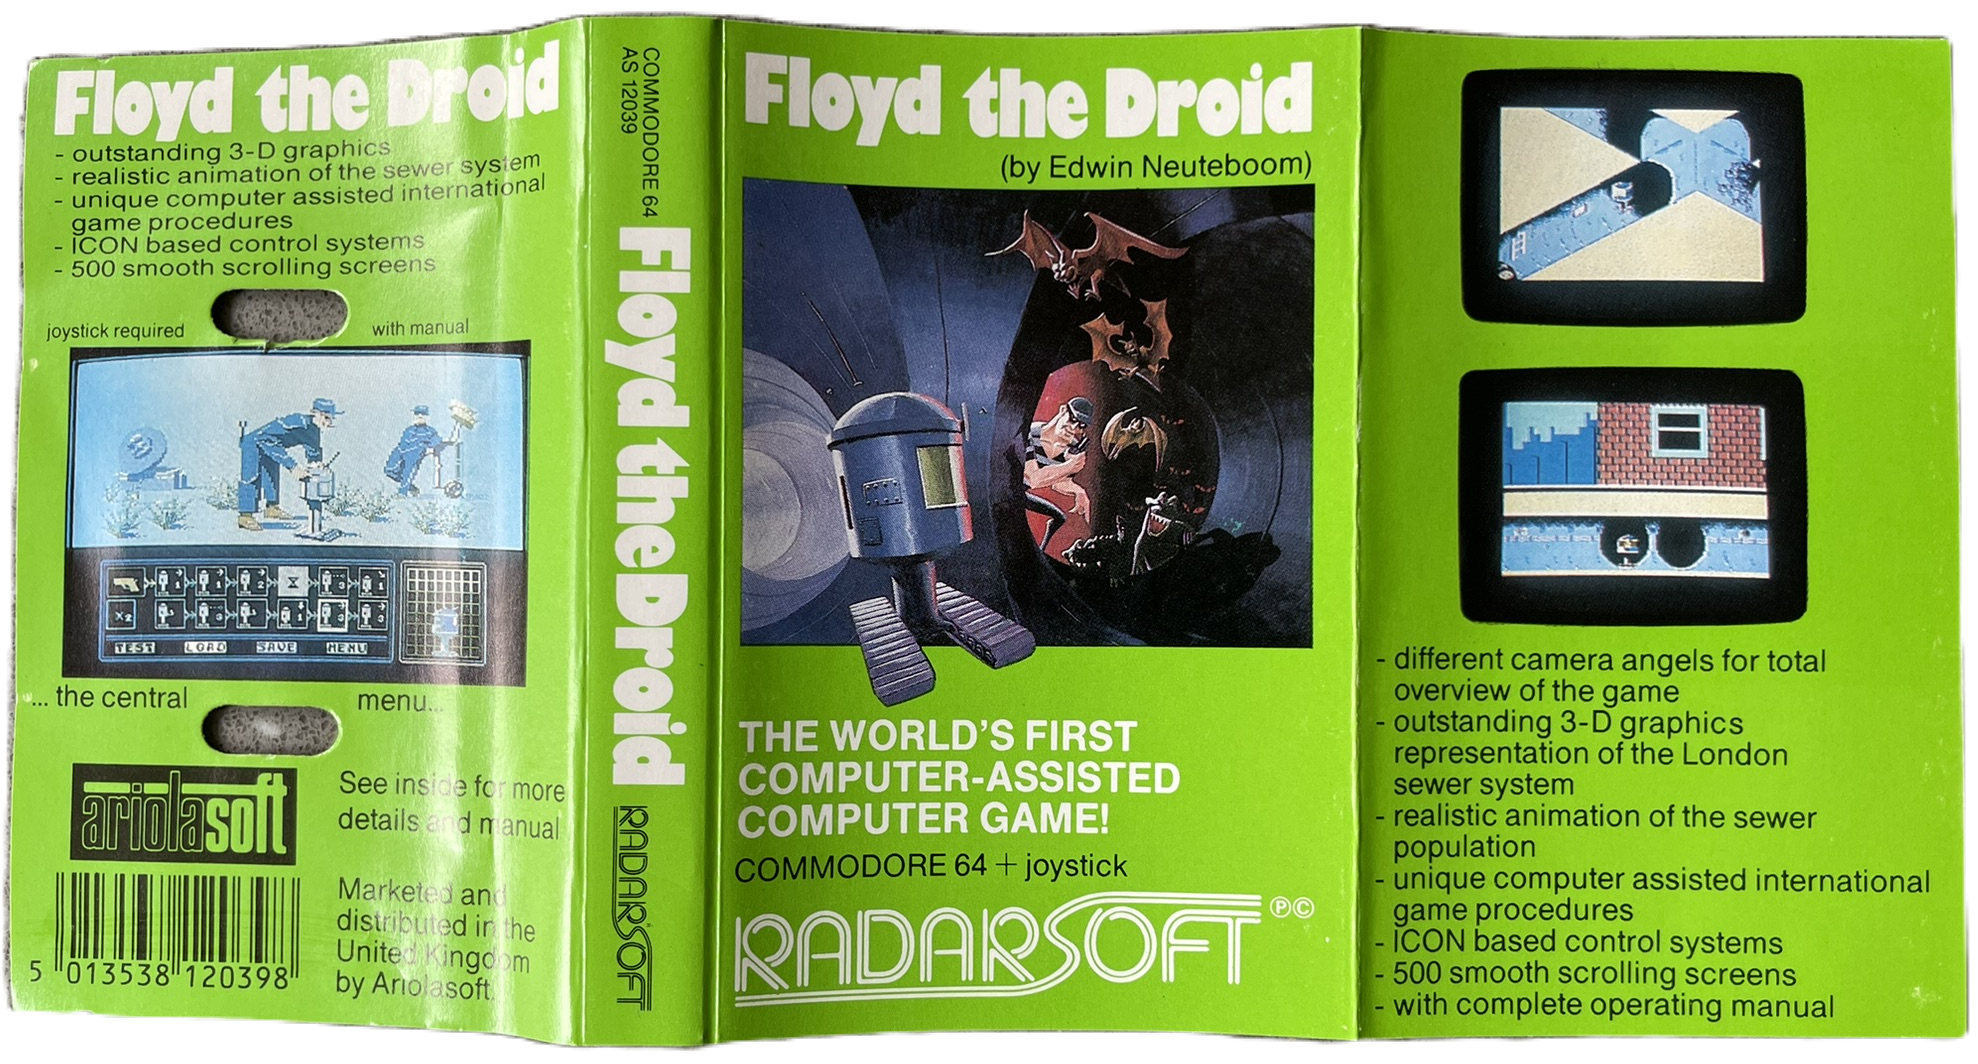 Floyd the Droid
- outstanding 3-D graphics
- realistic animation of the sewer system
- unique computer assisted international
game procedures
- ICON based control systems
- 500 smooth scrolling screens
joystick required with manual
TEST LOAD SAVE MENU
... the central menu...
ariolasoft
See inside for more
details and manual
Marketed and
distributed in the
United Kingdom
by Ariolasoft.
5 013538 120398
COMMODORE 64
AS 12039
Floyd the Droid
RADARSOFT
Floyd the Droid
(by Edwin Neuteboom)
THE WORLD'S FIRST
COMPUTER-ASSISTED
COMPUTER GAME!
COMMODORE 64 + joystick
RADARSOFT ℗©
- different camera angels for total
overview of the game
- outstanding 3-D graphics
representation of the London
sewer system
- realistic animation of the sewer
population
- unique computer assisted international
game procedures
- ICON based control systems
- 500 smooth scrolling screens
- with complete operating manual